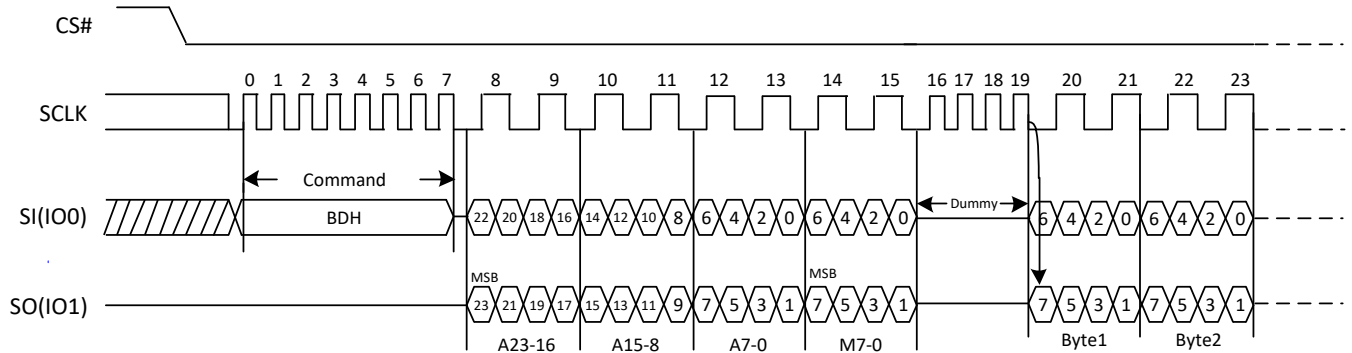 CS#
0 1 2 3 4 5 6 7 8 9 10 11 12 13 14 15 16 17 18 19 20 21 22 23
SCLK
Command
SI(IO0) BDH 22 20 18 16 14 12 10 8 6 4 2 0 6 4 2 0 Dummy 6 4 2 0 6 4 2 0
MSB MSB
SO(IO1) 23 21 19 17 15 13 11 9 7 5 3 1 7 5 3 1 7 5 3 1 7 5 3 1
A23-16 A15-8 A7-0 M7-0 Byte1 Byte2